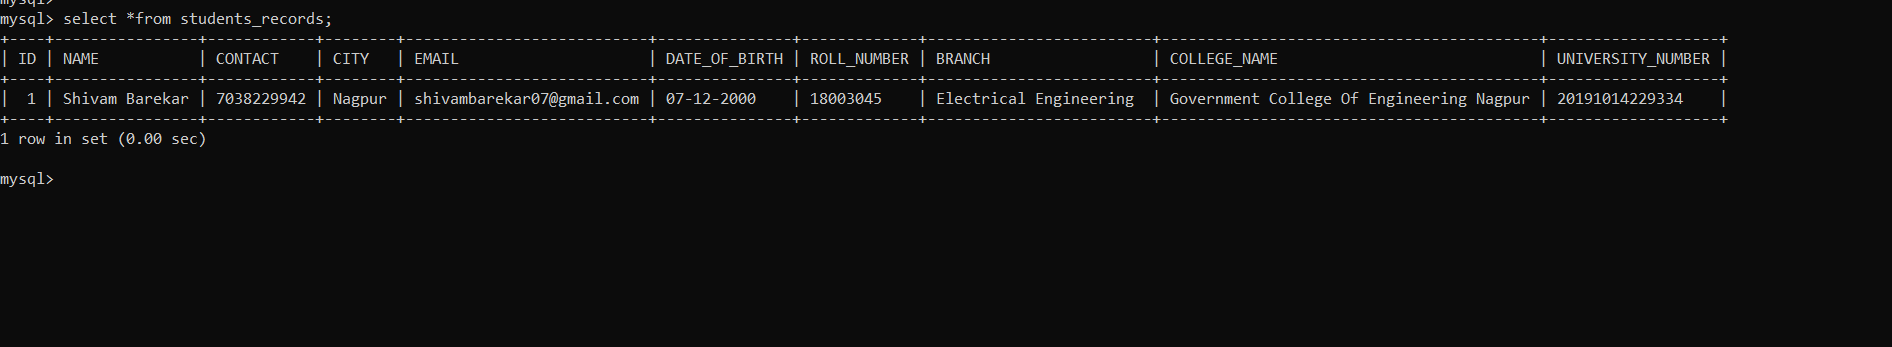 mysql>
mysql> select *from students_records;
+----+----------------+------------+--------+---------------------------+---------------+-------------+-------------------------+------------------------------------------+-------------------+
| ID | NAME           | CONTACT    | CITY   | EMAIL                     | DATE_OF_BIRTH | ROLL_NUMBER | BRANCH                  | COLLEGE_NAME                             | UNIVERSITY_NUMBER |
+----+----------------+------------+--------+---------------------------+---------------+-------------+-------------------------+------------------------------------------+-------------------+
|  1 | Shivam Barekar | 7038229942 | Nagpur | shivambarekar07@gmail.com | 07-12-2000    | 18003045    | Electrical Engineering  | Government College Of Engineering Nagpur | 20191014229334    |
+----+----------------+------------+--------+---------------------------+---------------+-------------+-------------------------+------------------------------------------+-------------------+
1 row in set (0.00 sec)
mysql>